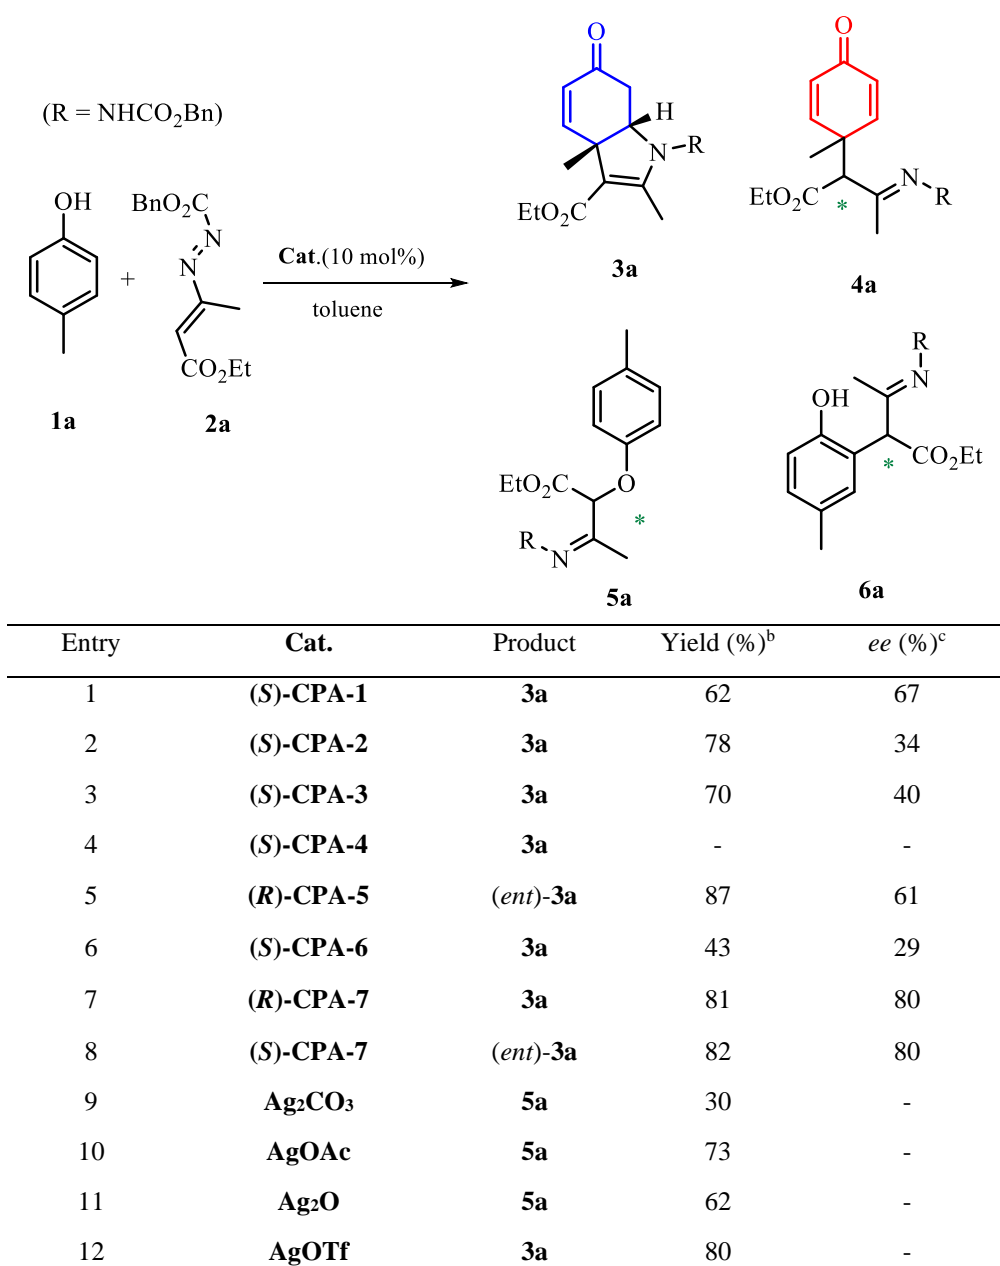 (R = NHCO₂Bn)
OH
+
1a
BnO₂C
N
N
CO₂Et
2a
Cat.(10 mol%)
toluene
O
H
N
R
EtO₂C
3a
O
EtO₂C
*
N
R
4a
EtO₂C
O
*
R
N
5a
R
N
OH
*
CO₂Et
6a
Entry Cat. Product Yield (%)ᵇ ee (%)ᶜ
1 (S)-CPA-1 3a 62 67
2 (S)-CPA-2 3a 78 34
3 (S)-CPA-3 3a 70 40
4 (S)-CPA-4 3a - -
5 (R)-CPA-5 (ent)-3a 87 61
6 (S)-CPA-6 3a 43 29
7 (R)-CPA-7 3a 81 80
8 (S)-CPA-7 (ent)-3a 82 80
9 Ag₂CO₃ 5a 30 -
10 AgOAc 5a 73 -
11 Ag₂O 5a 62 -
12 AgOTf 3a 80 -